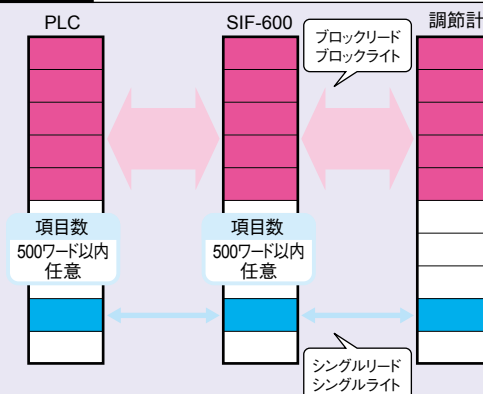 PLC
SIF-600
調節計
ブロックリード
ブロックライト
項目数
500ワード以内
任意
項目数
500ワード以内
任意
シングルリード
シングルライト